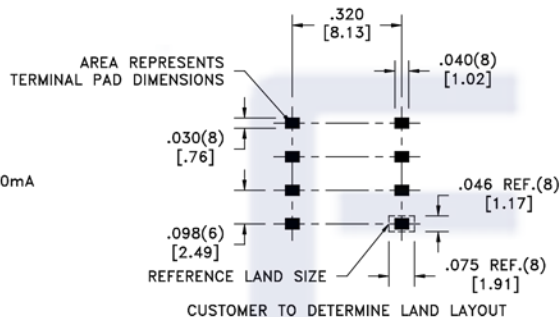 .320
[8.13]
AREA REPRESENTS
TERMINAL PAD DIMENSIONS
.040(8)
[1.02]
.030(8)
[.76]
0mA
.046 REF.(8)
[1.17]
.098(6)
[2.49]
REFERENCE LAND SIZE
.075 REF.(8)
[1.91]
CUSTOMER TO DETERMINE LAND LAYOUT